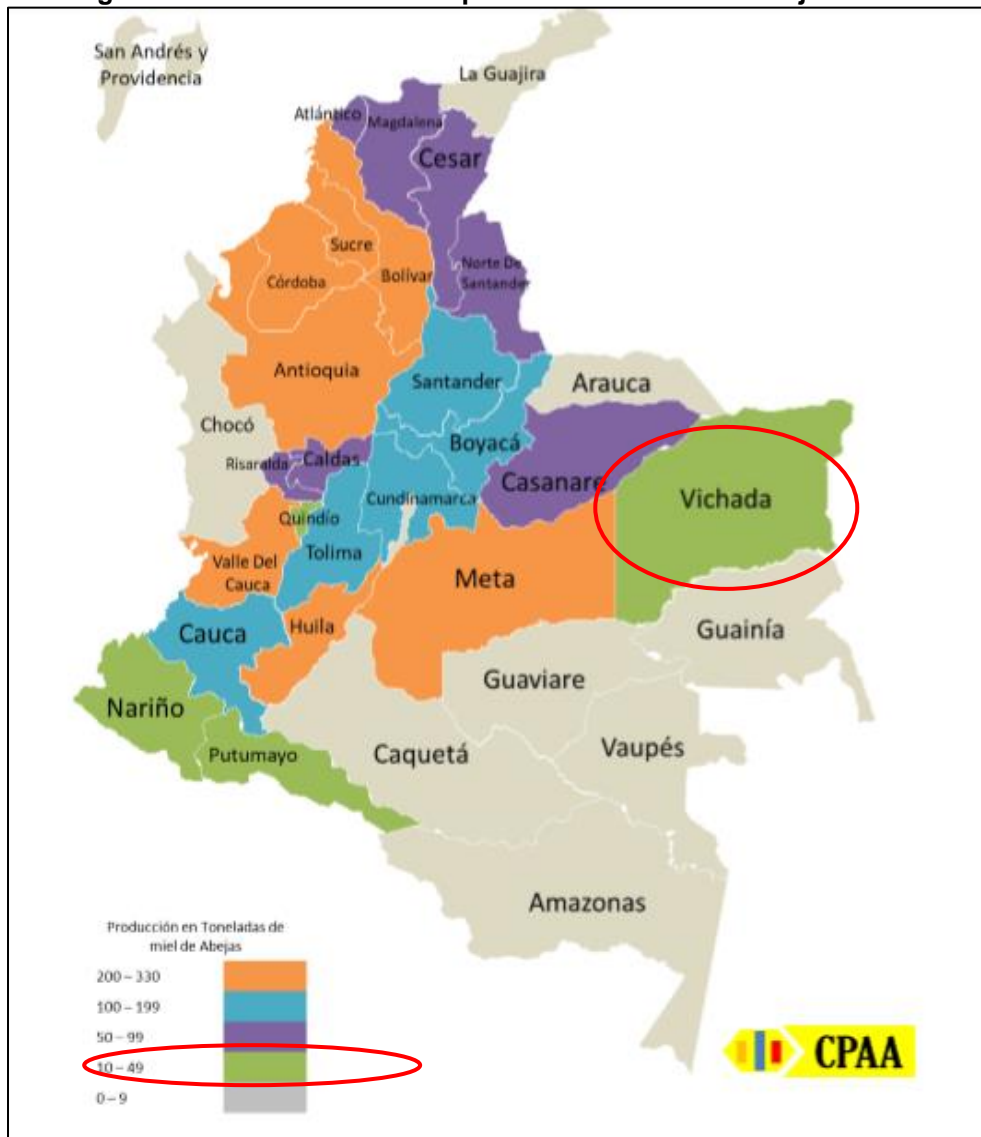 San Andrés y
Providencia
La Guajira
Atlántico
Magdalena
Cesar
Sucre
Bolívar
Norte De
Santander
Córdoba
Antioquia
Santander
Arauca
Chocó
Boyacá
Risaralda
Caldas
Casanare
Vichada
Cundinamarca
Quindío
Tolima
Valle Del
Cauca
Meta
Huila
Cauca
Guainía
Guaviare
Nariño
Vaupés
Putumayo
Caquetá
Amazonas
Producción en Toneladas de
miel de Abejas
200 – 330
100 – 199
50 – 99
10 – 49
0 – 9
CPAA